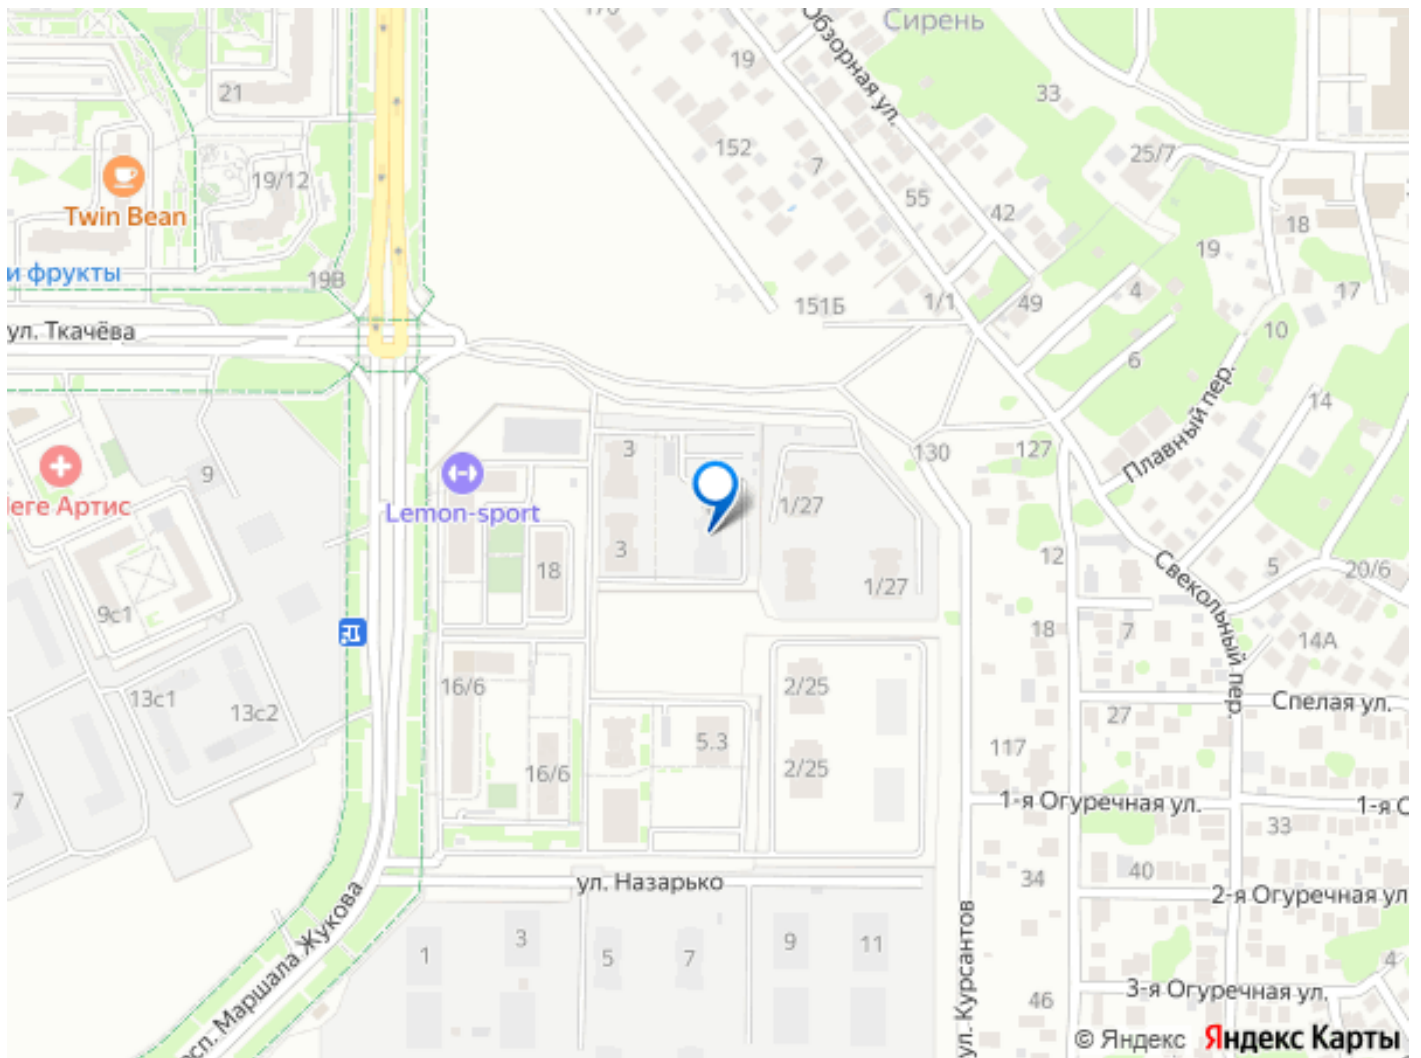 Сирень
Обзорная ул.
19
33
21
152
7
25/7
19/12
55
42
18
Twin Bean
19
и фрукты
19В
4
17
151Б
1/1
49
10
ул. Ткачёва
6
14
Плавный пер.
3
130
127
9
Lemon-sport
1/27
3
18
12
Свекольный пер.
5
20/6
1/27
9с1
18
7
14А
16/6
2/25
13с1
13с2
27
Спелая ул.
5.3
117
16/6
2/25
7
1-я Огуречная ул.
33
ул. Назарько
34
40
2-я Огуречная ул
просп. Маршала Жукова
1
3
5
7
9
11
ул. Курсантов
46
3-я Огуречная ул.
4
© Яндекс Яндекс Карты